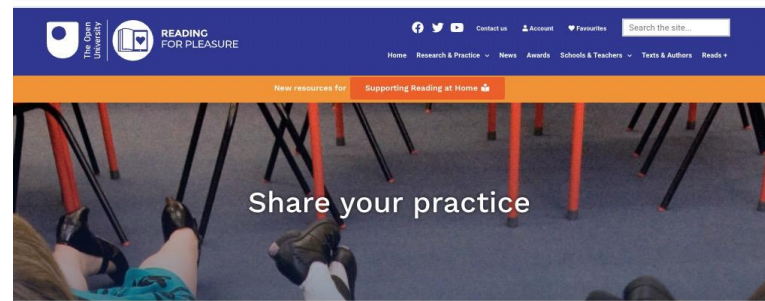 The Open
University
READING
FOR PLEASURE
Contact us Account Favourites Search the site...
Home Research & Practice News Awards Schools & Teachers Texts & Authors Reads +
New resources for Supporting Reading at Home
Share your practice